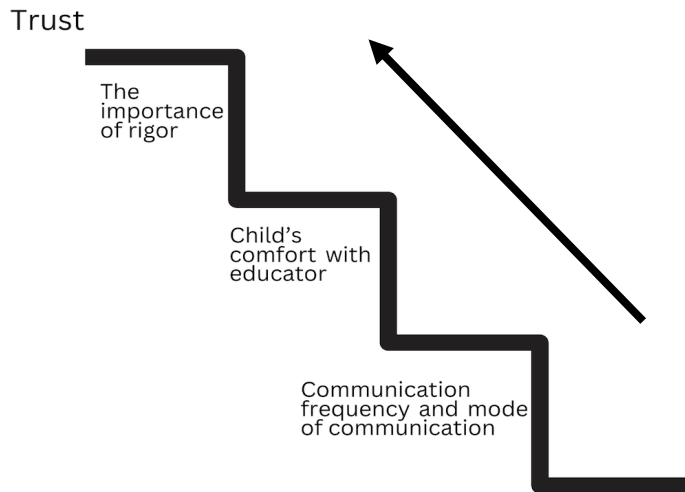 Trust
The
importance
of rigor
Child's
comfort with
educator
Communication
frequency and mode
of communication